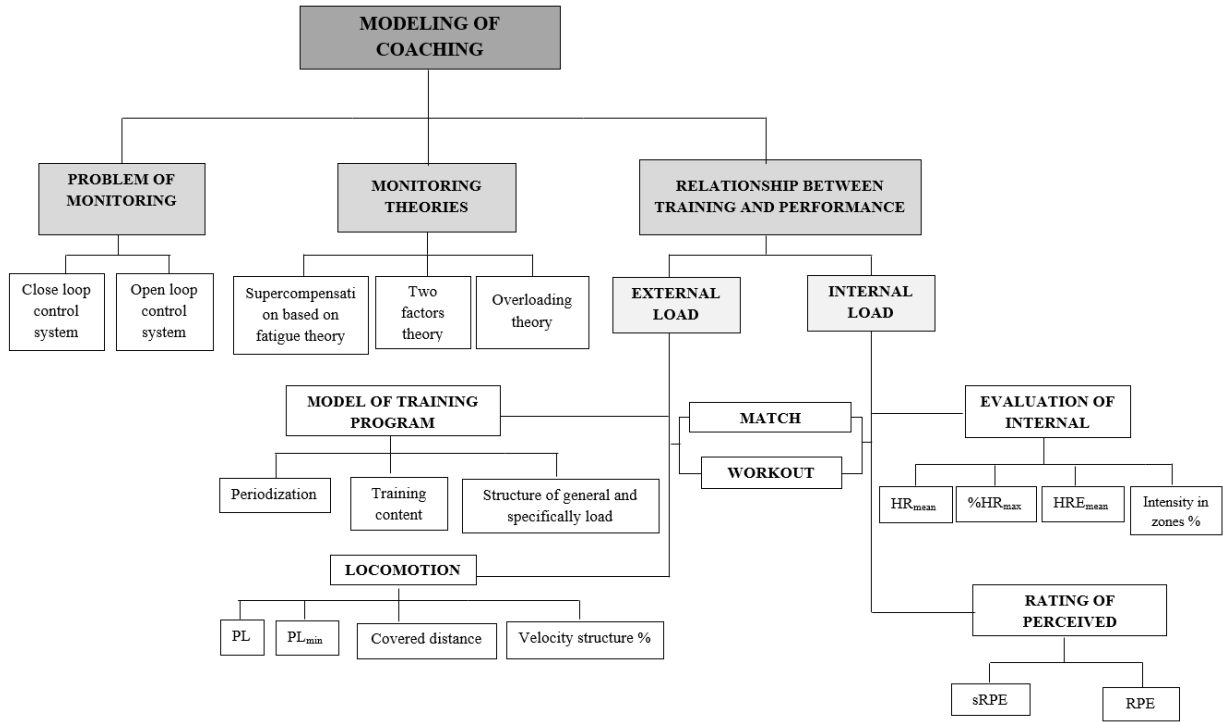 MODELING OF
COACHING
PROBLEM OF
MONITORING
MONITORING
THEORIES
RELATIONSHIP BETWEEN
TRAINING AND PERFORMANCE
Close loop
control
system
Open loop
control
system
Supercompensati
on based on
fatigue theory
Two
factors
theory
Overloading
theory
EXTERNAL
LOAD
INTERNAL
LOAD
MODEL OF TRAINING
PROGRAM
MATCH
WORKOUT
EVALUATION OF
INTERNAL
Periodization
Training
content
Structure of general and
specifically load
HRmean
%HRmax
HREmean
Intensity in
zones %
LOCOMOTION
PL
PLmin
Covered distance
Velocity structure %
RATING OF
PERCEIVED
sRPE
RPE